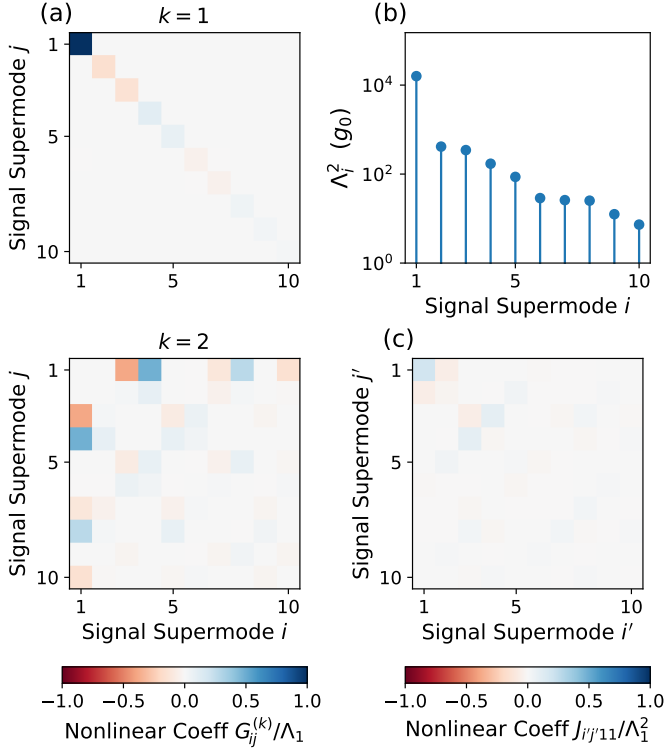 (a) k = 1
Signal Supermode j
1
5
10
1 5 10
(b)
Λ_i^2 (g_0)
10^4
10^2
10^0
1 5 10
Signal Supermode i
k = 2
Signal Supermode j
1
5
10
1 5 10
Signal Supermode i
(c)
Signal Supermode j′
1
5
10
1 5 10
Signal Supermode i′
−1.0 −0.5 0.0 0.5 1.0
Nonlinear Coeff G_{ij}^{(k)}/Λ_1
−1.0 −0.5 0.0 0.5 1.0
Nonlinear Coeff J_{i′j′11}/Λ_1^2